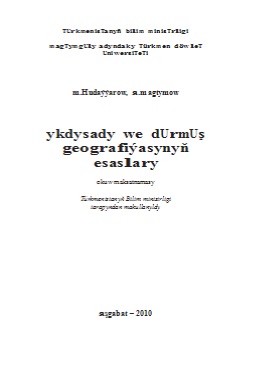 TÜrkmenisTanyň bilim minisTrligi
magTymgUly adyndaky Türkmen döwleT
UniversiTeTi
m.Hudaýýarow, a.magtymow
ykdysady we dUrmUş
geografiýasynyň
esaslary
okuw maksatnamasy
Türkmenistanyň Bilim ministrligi
tarapyndan makullanyldy
aşgabat – 2010